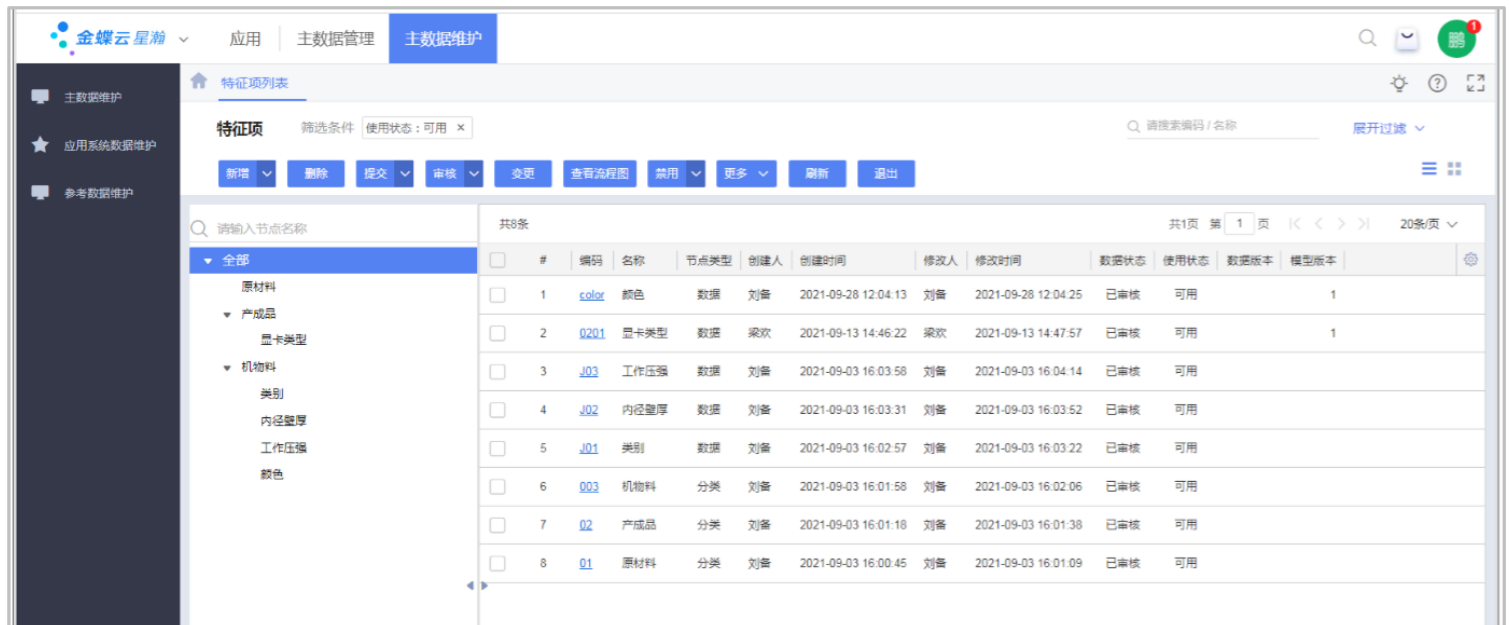 金蝶云星瀚 应用 主数据管理 主数据维护 鹏 1
主数据维护
应用系统数据维护
参考数据维护
特征项列表
特征项 筛选条件 使用状态：可用 × 请搜索编码/名称 展开过滤
新增 删除 提交 审核 变更 查看流程图 禁用 更多 刷新 退出
请输入节点名称
全部
原材料
产成品
显卡类型
机物料
类别
内径壁厚
工作压强
颜色
共8条 共1页 第 1 页 20条/页
# 编码 名称 节点类型 创建人 创建时间 修改人 修改时间 数据状态 使用状态 数据版本 模型版本
1 color 颜色 数据 刘备 2021-09-28 12:04:13 刘备 2021-09-28 12:04:25 已审核 可用 1
2 0201 显卡类型 数据 梁欢 2021-09-13 14:46:22 梁欢 2021-09-13 14:47:57 已审核 可用 1
3 J03 工作压强 数据 刘备 2021-09-03 16:03:58 刘备 2021-09-03 16:04:14 已审核 可用
4 J02 内径壁厚 数据 刘备 2021-09-03 16:03:31 刘备 2021-09-03 16:03:52 已审核 可用
5 J01 类别 数据 刘备 2021-09-03 16:02:57 刘备 2021-09-03 16:03:22 已审核 可用
6 003 机物料 分类 刘备 2021-09-03 16:01:58 刘备 2021-09-03 16:02:06 已审核 可用
7 02 产成品 分类 刘备 2021-09-03 16:01:18 刘备 2021-09-03 16:01:38 已审核 可用
8 01 原材料 分类 刘备 2021-09-03 16:00:45 刘备 2021-09-03 16:01:09 已审核 可用